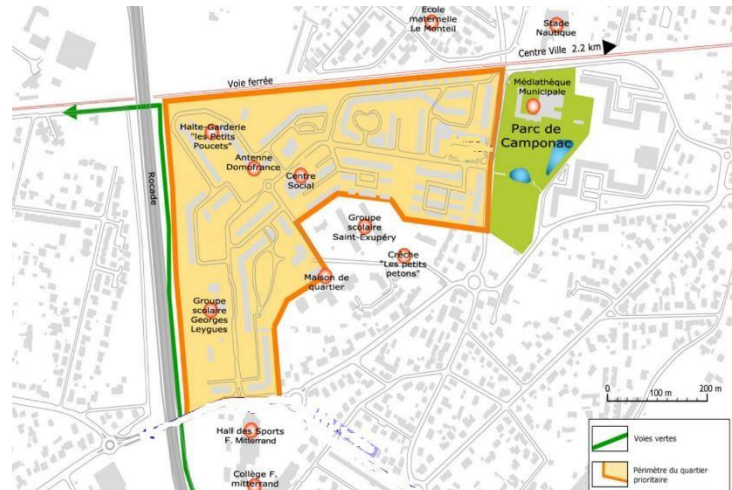 Ecole
maternelle
Le Monteil
Stade
Nautique
Centre Ville 2.2 km
Voie ferrée
Médiathèque
Municipale
Parc de
Camponac
Halte-Garderie
"les Petits
Poucets"
Antenne
Domofrance
Centre
Social
Rocade
Groupe
scolaire
Saint-Exupéry
Crèche
"Les petits
petons"
Maison de
quartier
Groupe
scolaire
Georges
Leygues
0 100 m 200 m
Hall des Sports
F. Mitterrand
Voies vertes
Collège F.
mitterrand
Périmètre du quartier
prioritaire